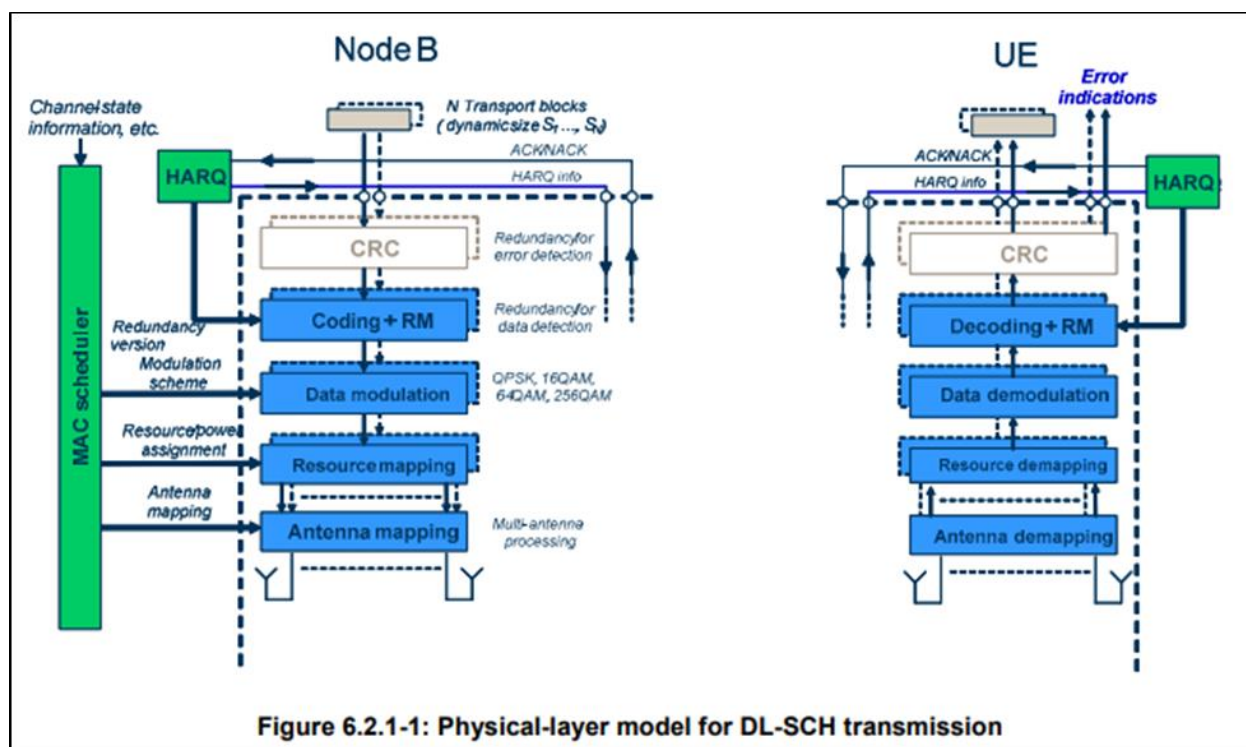 Node B
UE
Channel state
information, etc.
N Transport blocks
(dynamic size S1 ..., SN)
Error
indications
HARQ
ACK/NACK
HARQ info
ACK/NACK
HARQ info
HARQ
CRC
Redundancy for
error detection
CRC
Coding + RM
Redundancy for
data detection
Decoding + RM
MAC scheduler
Redundancy
version
Modulation
scheme
Data modulation
QPSK, 16QAM,
64QAM, 256QAM
Data demodulation
Resource/power
assignment
Resource mapping
Resource demapping
Antenna
mapping
Antenna mapping
Multi-antenna
processing
Antenna demapping
Figure 6.2.1-1: Physical-layer model for DL-SCH transmission